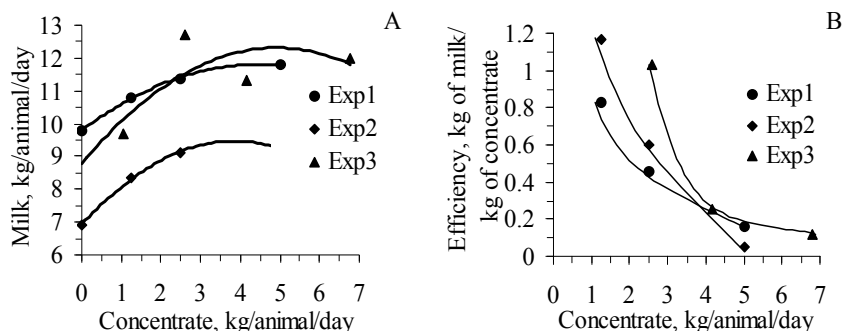 A
13
12
11
10
9
8
7
6
Milk, kg/animal/day
Exp1
Exp2
Exp3
0 1 2 3 4 5 6 7
Concentrate, kg/animal/day
B
1.2
1
0.8
0.6
0.4
0.2
0
Efficiency, kg of milk/
kg of concentrate
Exp1
Exp2
Exp3
0 1 2 3 4 5 6 7
Concentrate, kg/animal/day